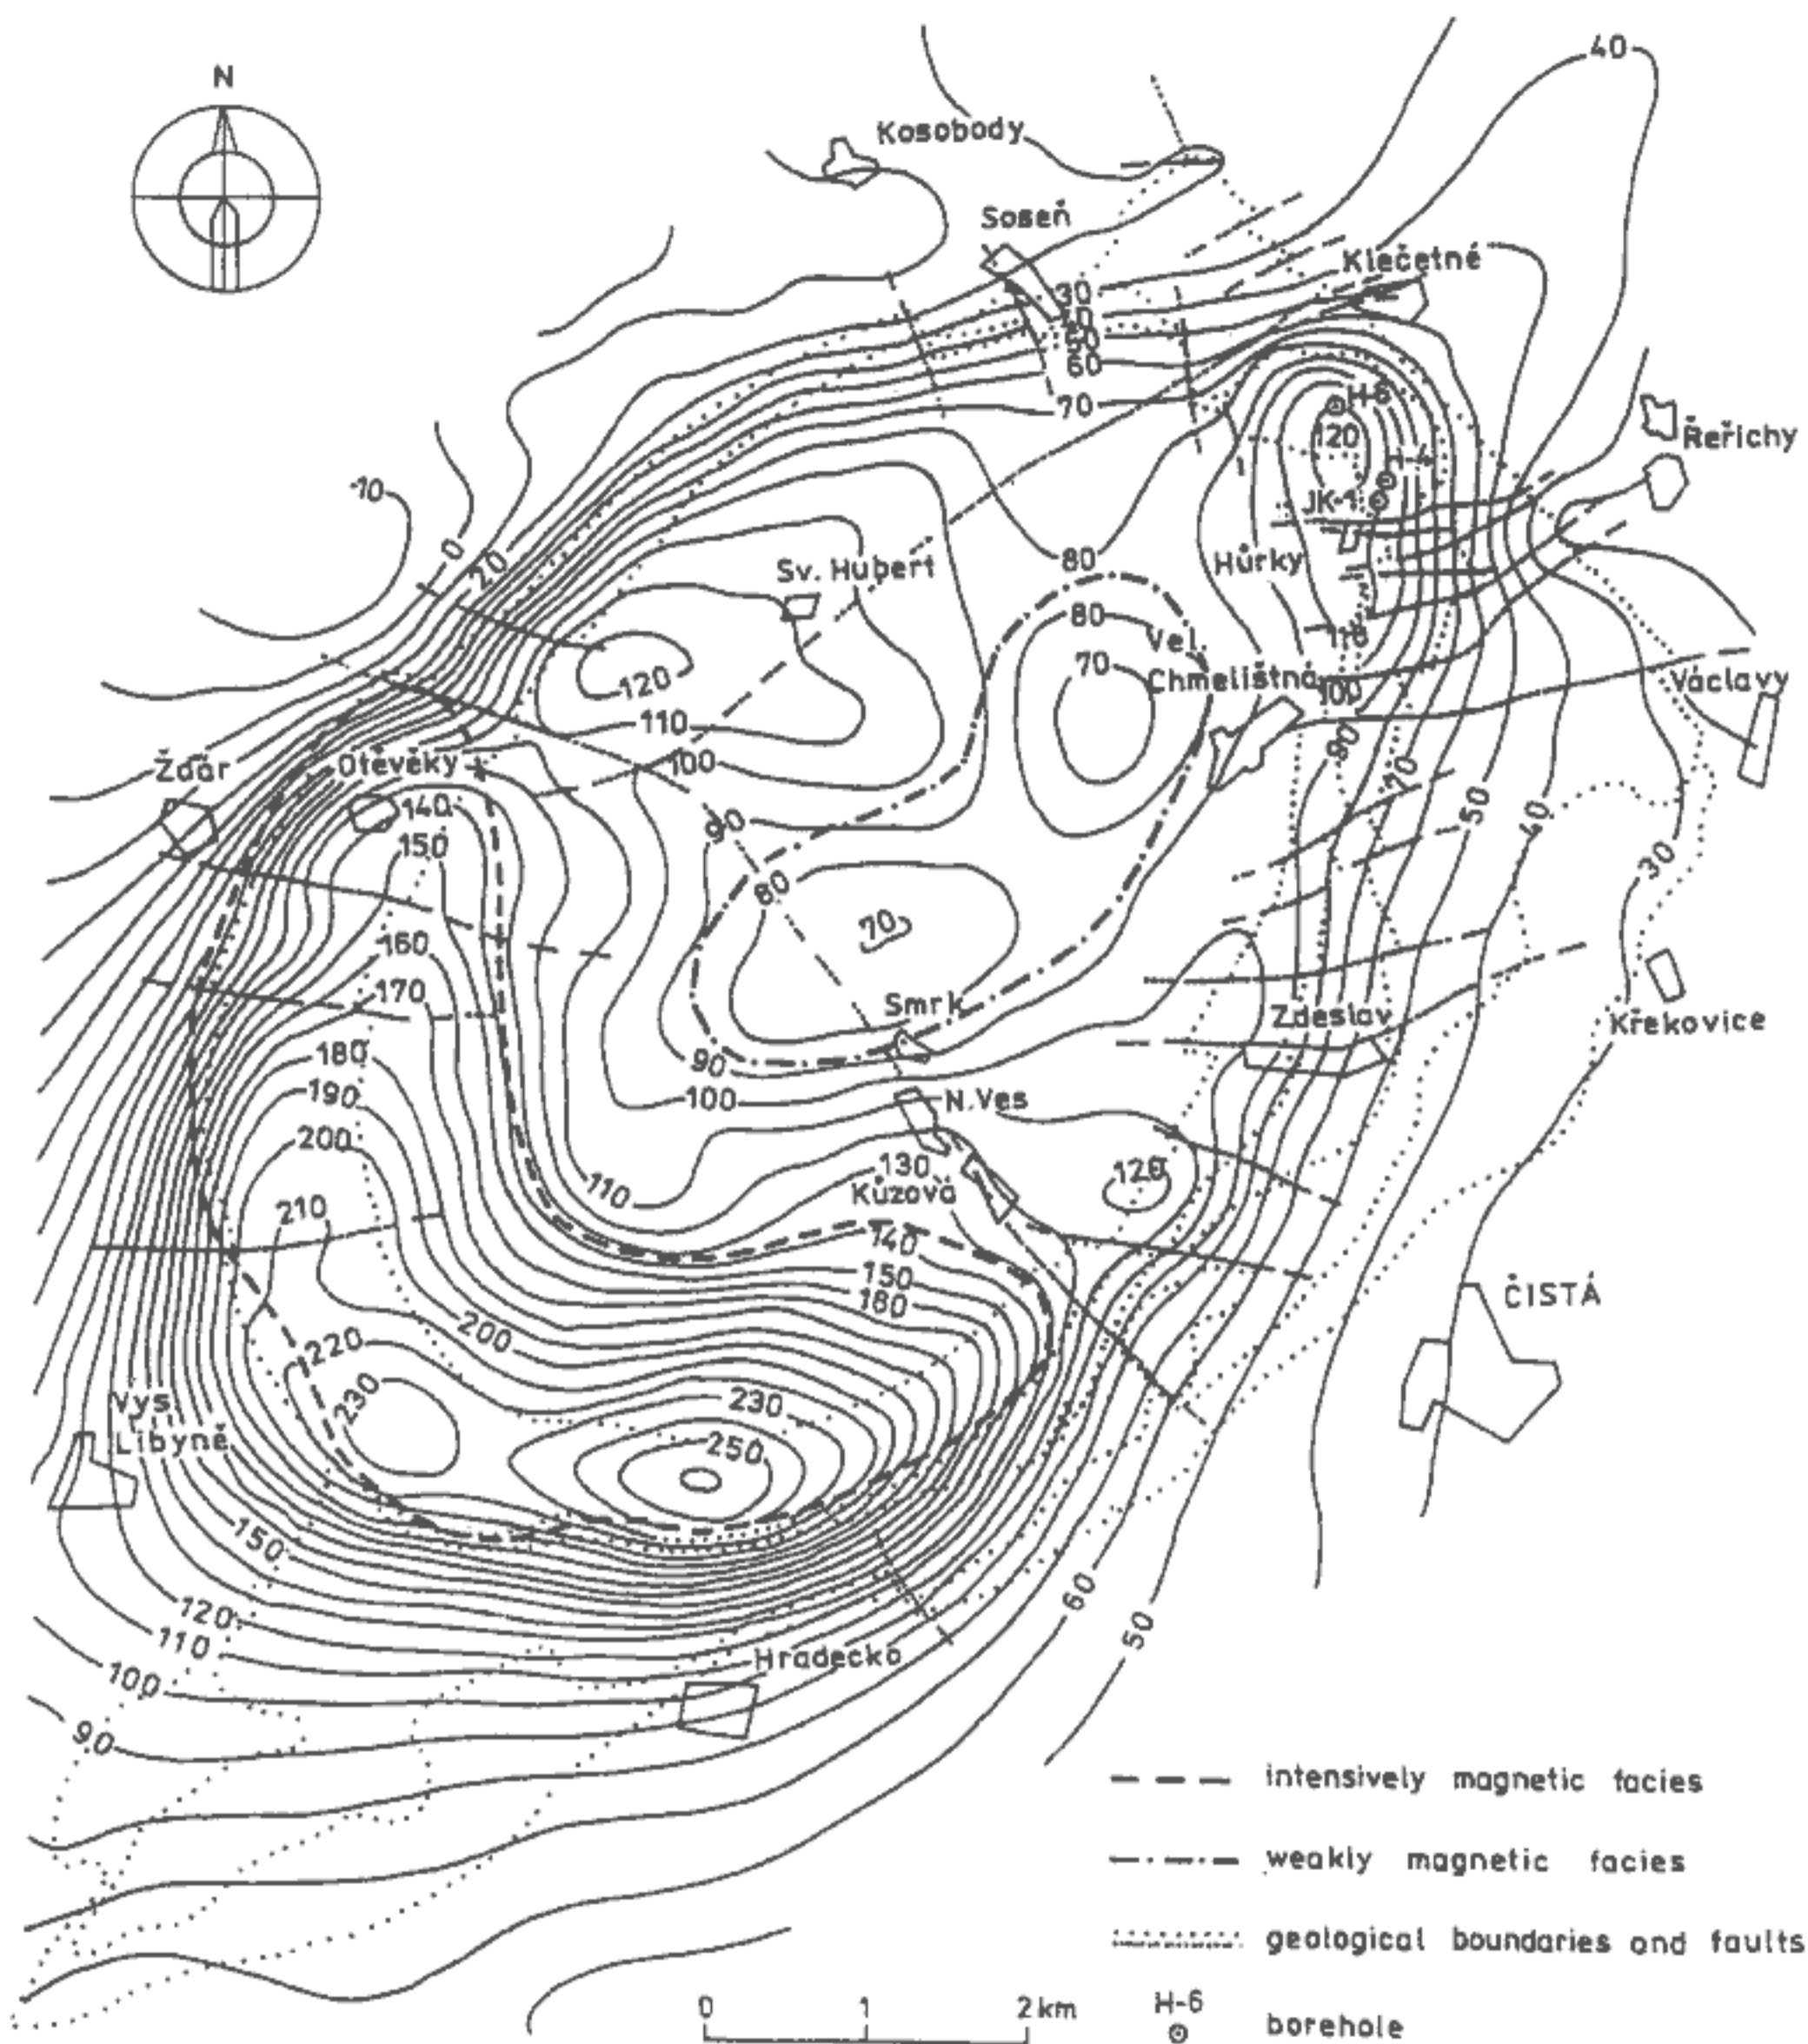 N
40
Kosobody
Soseň
Klečetné
30
50
60
70
H-6
120
Řeřichy
H-4
JK-1
-10
0
20
Sv. Hubert
80
Hůrky
80
Vel.
Chmelištná
70
110
100
Václavy
120
110
90
100
Žďár
Otěvěky
70
140
50
40
90
150
30
80
70
160
170
Smrk
Zdeslav
Křekovice
180
90
190
100
N. Ves
200
130
120
Kůzová
110
210
140
150
160
ČISTÁ
200
220
230
230
Vys.
Libyně
250
150
60
120
50
110
Hradecko
100
90
intensively magnetic facies
weakly magnetic facies
geological boundaries and faults
0 1 2 km
H-6
borehole